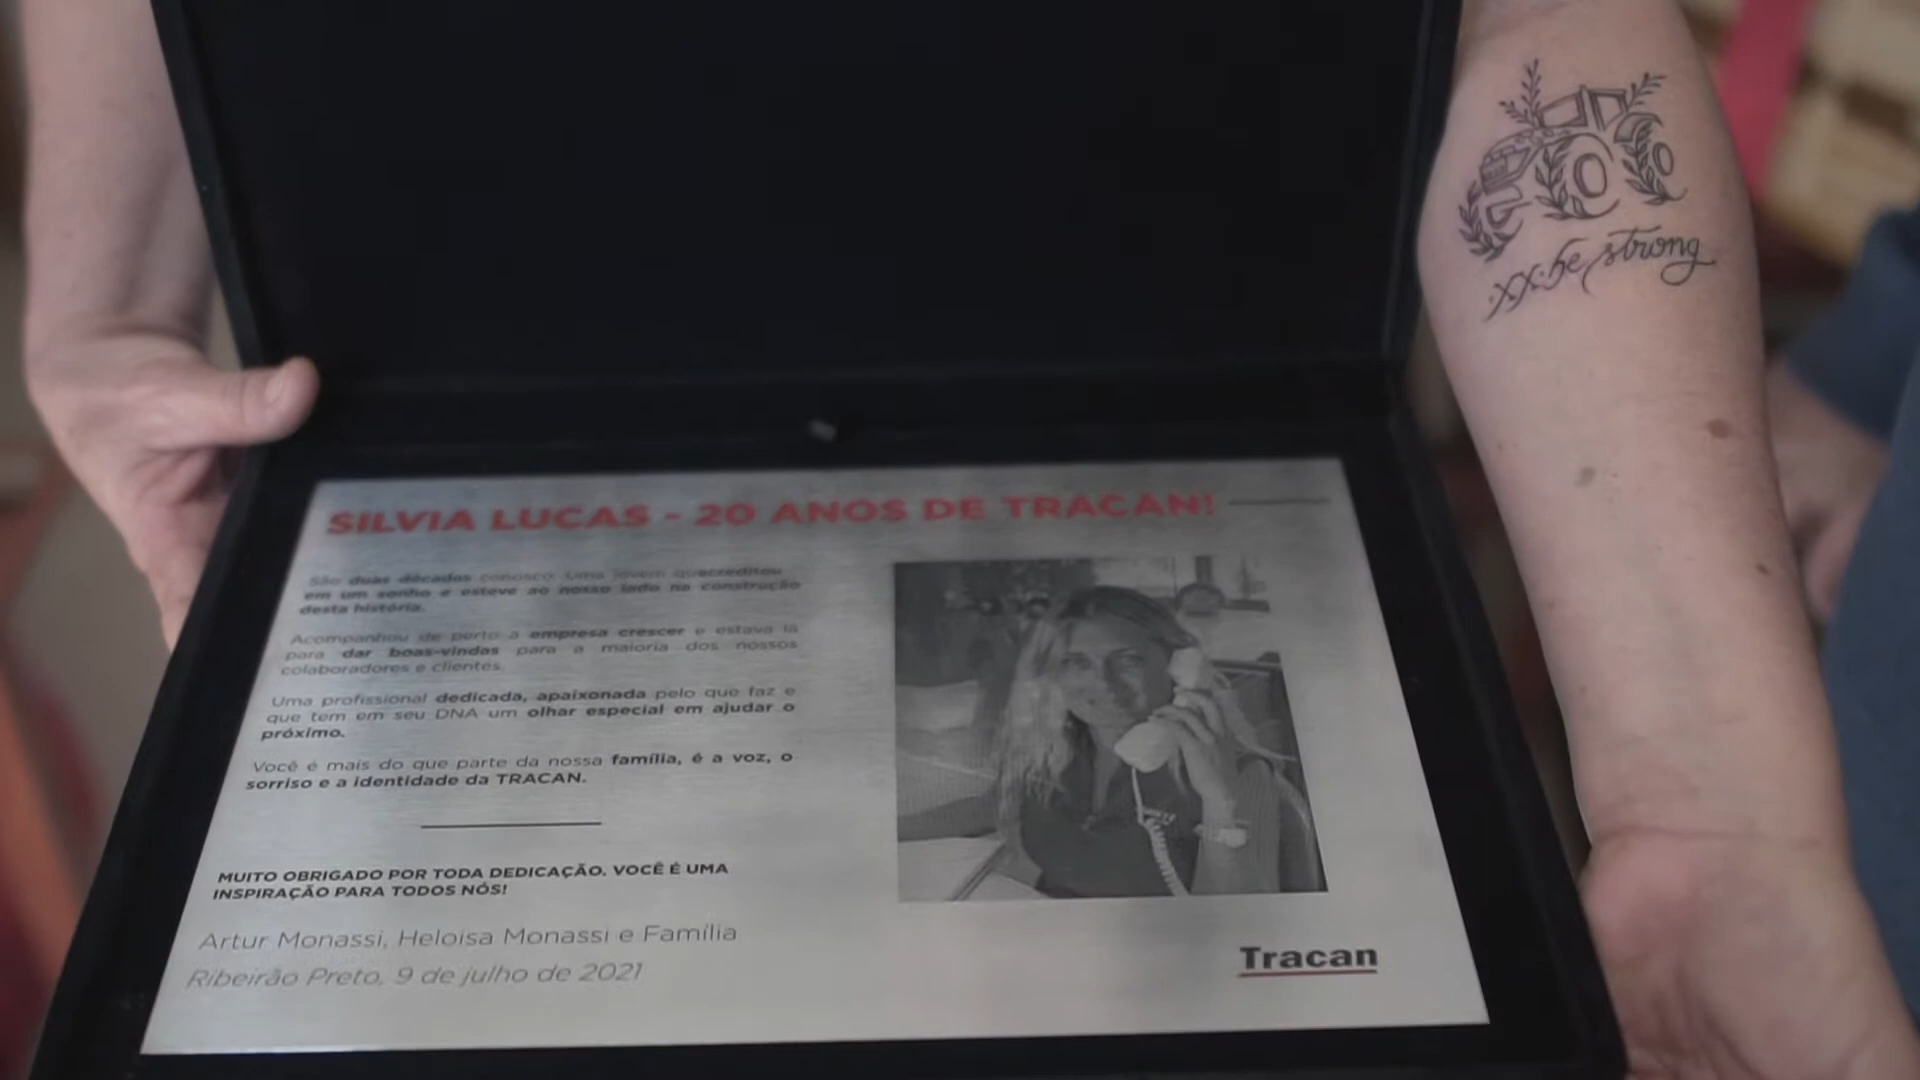 SILVIA LUCAS - 20 ANOS DE TRACAN!
São duas décadas conosco. Uma jovem que acreditou
em um sonho e esteve ao nosso lado na construção
desta história.
Acompanhou de perto a empresa crescer e estava lá
para dar boas-vindas para a maioria dos nossos
colaboradores e clientes.
Uma profissional dedicada, apaixonada pelo que faz e
que tem em seu DNA um olhar especial em ajudar o
próximo.
Você é mais do que parte da nossa família, é a voz, o
sorriso e a identidade da TRACAN.
MUITO OBRIGADO POR TODA DEDICAÇÃO. VOCÊ É UMA
INSPIRAÇÃO PARA TODOS NÓS!
Artur Monassi, Heloisa Monassi e Família
Ribeirão Preto, 9 de julho de 2021
Tracan
be strong